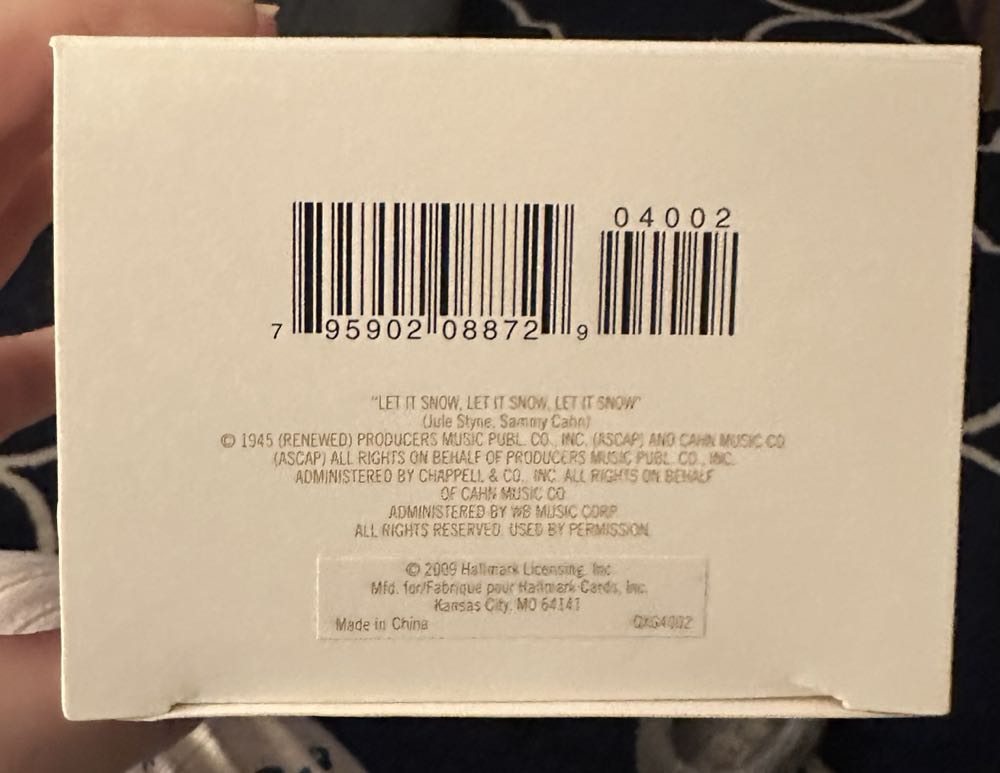 04002
7 95902 08872 9
"LET IT SNOW, LET IT SNOW, LET IT SNOW"
(Jule Styne, Sammy Cahn)
© 1945 (RENEWED) PRODUCERS MUSIC PUBL. CO., INC. (ASCAP) AND CAHN MUSIC CO
(ASCAP) ALL RIGHTS ON BEHALF OF PRODUCERS MUSIC PUBL. CO., INC.
ADMINISTERED BY CHAPPELL & CO., INC. ALL RIGHTS ON BEHALF
OF CAHN MUSIC CO
ADMINISTERED BY WB MUSIC CORP.
ALL RIGHTS RESERVED. USED BY PERMISSION.
© 2009 Hallmark Licensing, Inc.
Mfd. for/Fabrique pour Hallmark Cards, Inc.
Kansas City, MO 64141
Made in China QXG4002